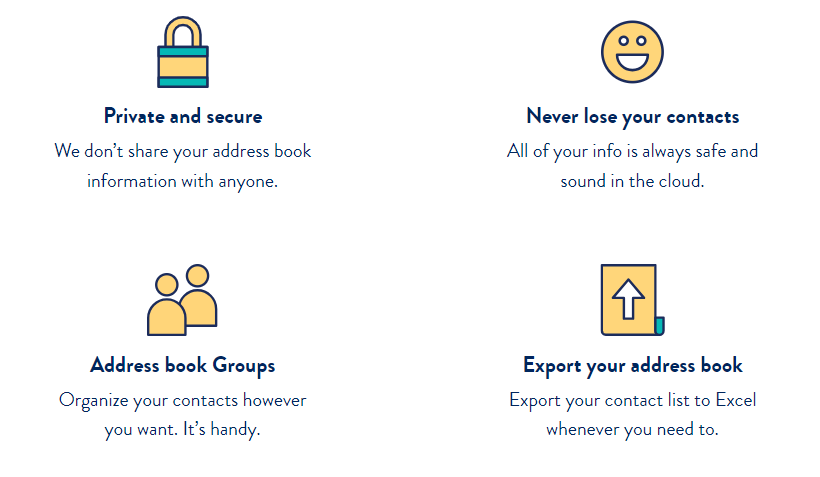 Private and secure
We don't share your address book
information with anyone.
Never lose your contacts
All of your info is always safe and
sound in the cloud.
Address book Groups
Organize your contacts however
you want. It's handy.
Export your address book
Export your contact list to Excel
whenever you need to.